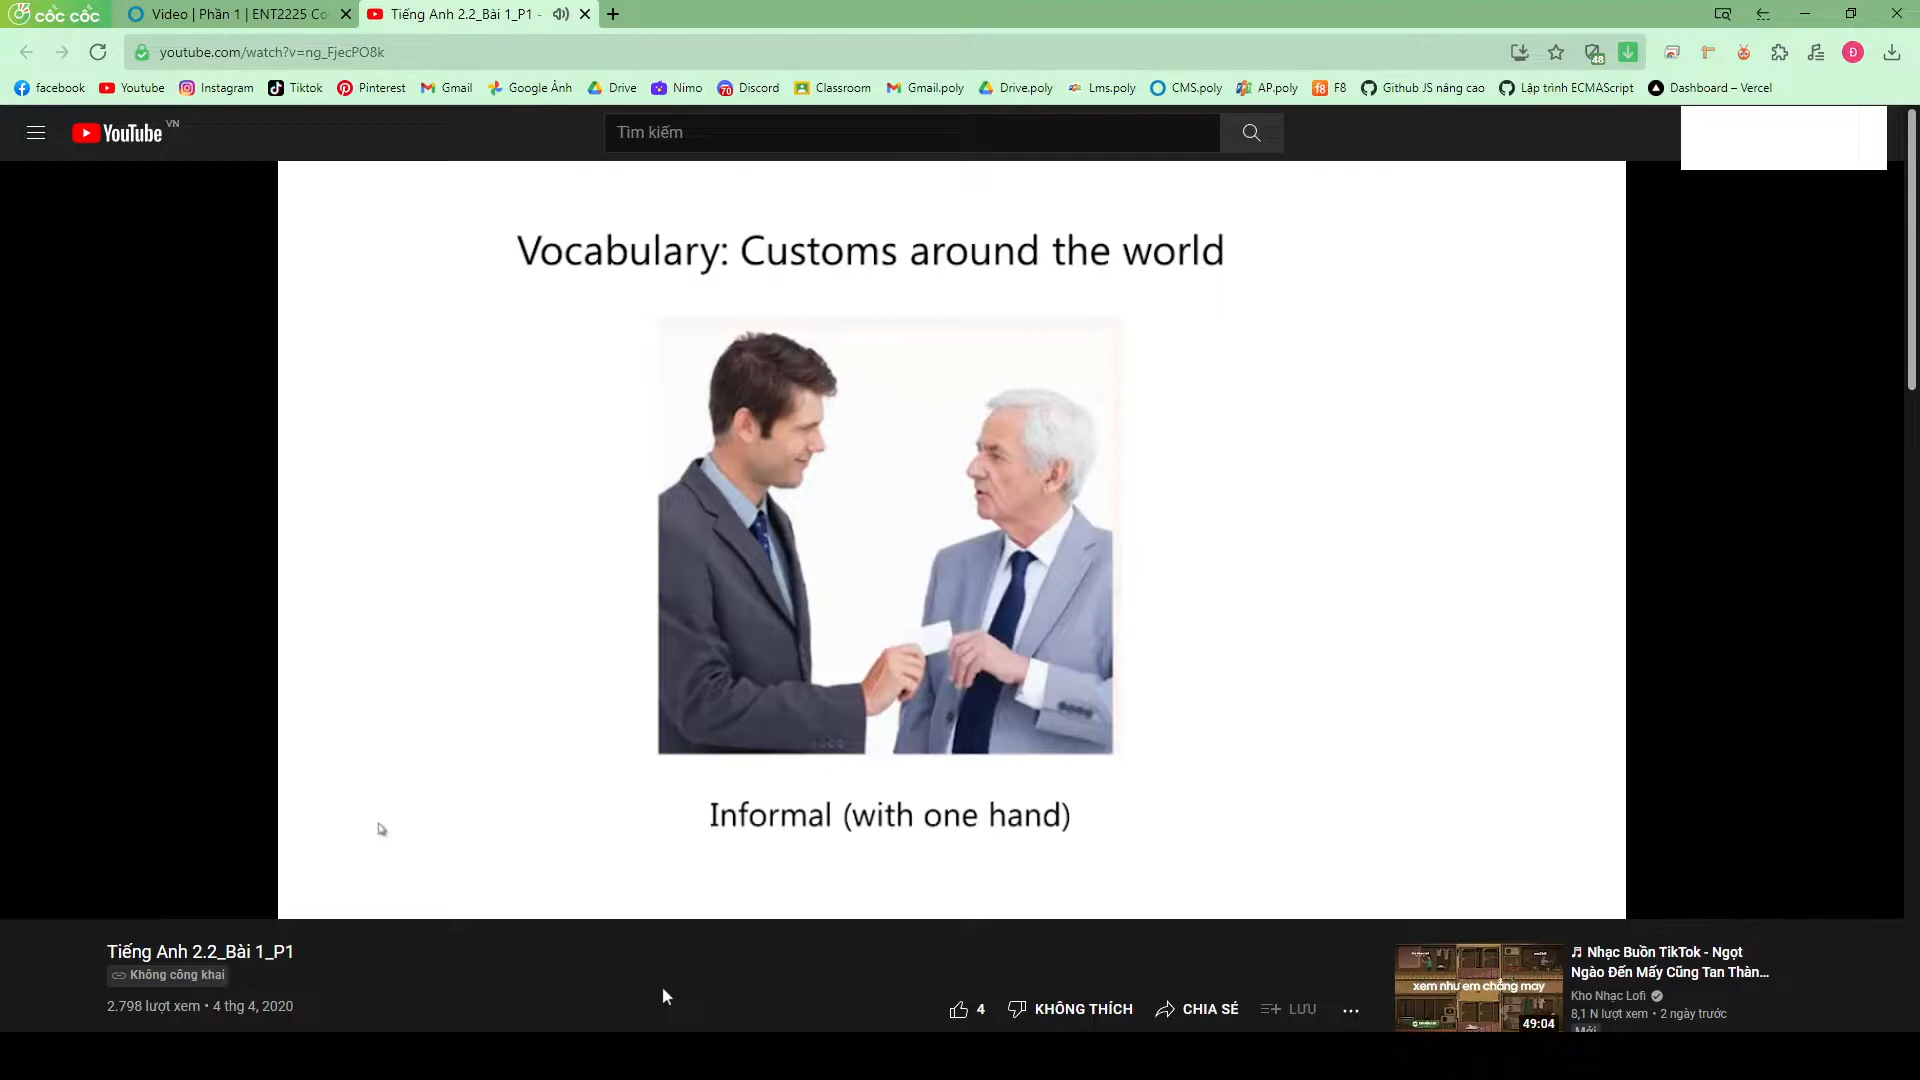 cốc cốc
Video | Phần 1 | ENT2225 Co
Tiếng Anh 2.2_Bài 1_P1 -
youtube.com/watch?v=ng_FjecPO8k
48
Đ
facebook
Youtube
Instagram
Tiktok
Pinterest
Gmail
Google Ảnh
Drive
Nimo
Discord
Classroom
Gmail.poly
Drive.poly
Lms.poly
CMS.poly
AP.poly
F8
Github JS nâng cao
Lập trình ECMAScript
Dashboard – Vercel
YouTube VN
Tìm kiếm
Vocabulary: Customs around the world
Informal (with one hand)
Tiếng Anh 2.2_Bài 1_P1
Không công khai
2.798 lượt xem • 4 thg 4, 2020
4
KHÔNG THÍCH
CHIA SẺ
LƯU
xem như em chẳng may
49:04
♬ Nhạc Buồn TikTok - Ngọt
Ngào Đến Mấy Cũng Tan Thàn...
Kho Nhạc Lofi
8,1 N lượt xem • 2 ngày trước
Mới